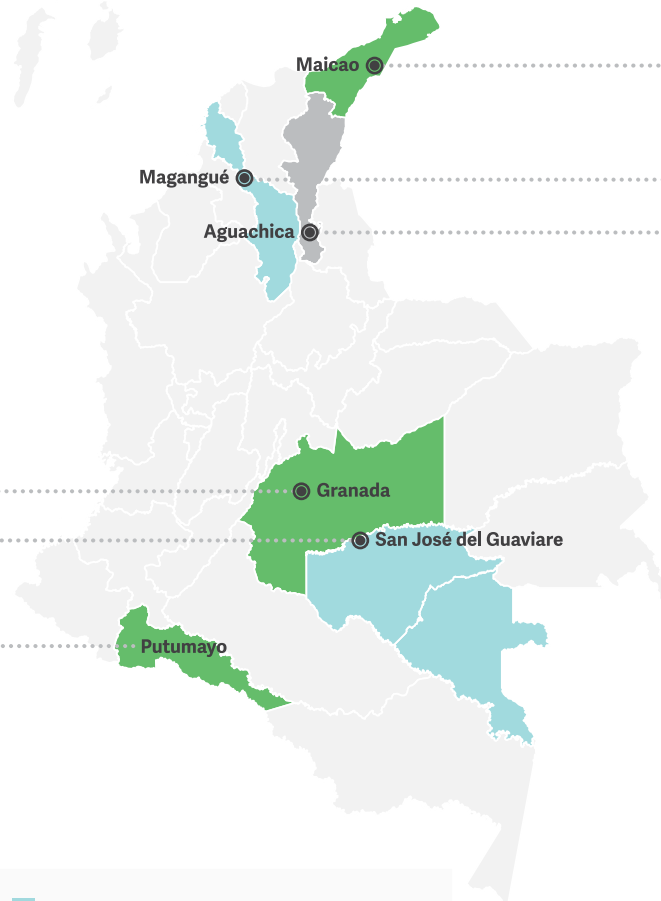 Maicao
Magangué
Aguachica
Granada
San José del Guaviare
Putumayo